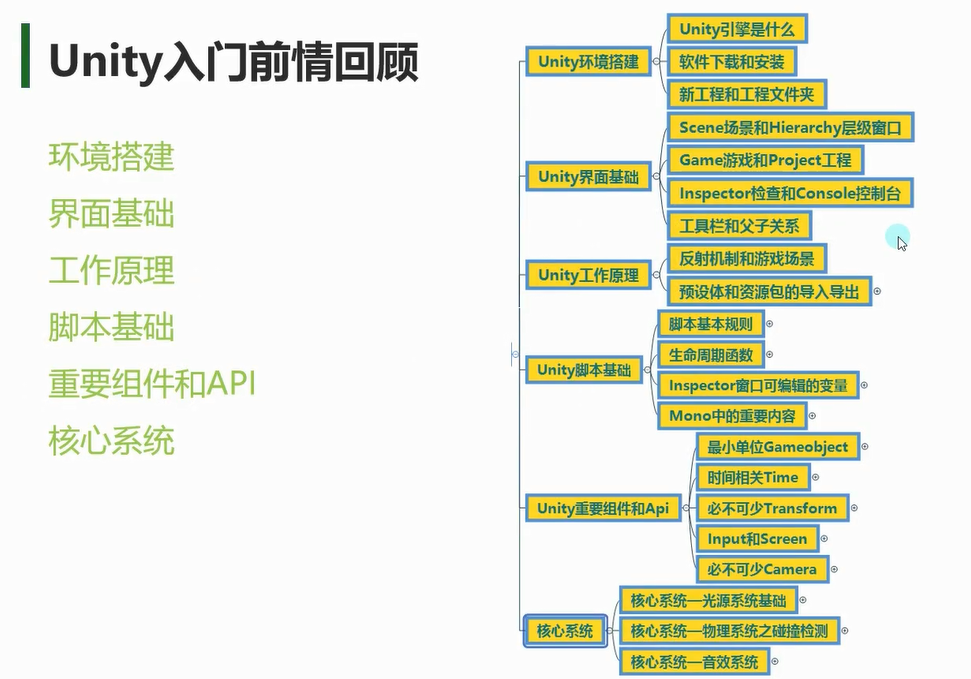 Unity入门前情回顾
环境搭建
界面基础
工作原理
脚本基础
重要组件和API
核心系统
Unity环境搭建
Unity引擎是什么
软件下载和安装
新工程和工程文件夹
Unity界面基础
Scene场景和Hierarchy层级窗口
Game游戏和Project工程
Inspector检查和Console控制台
工具栏和父子关系
Unity工作原理
反射机制和游戏场景
预设体和资源包的导入导出
Unity脚本基础
脚本基本规则
生命周期函数
Inspector窗口可编辑的变量
Mono中的重要内容
Unity重要组件和Api
最小单位Gameobject
时间相关Time
必不可少Transform
Input和Screen
必不可少Camera
核心系统
核心系统—光源系统基础
核心系统—物理系统之碰撞检测
核心系统—音效系统